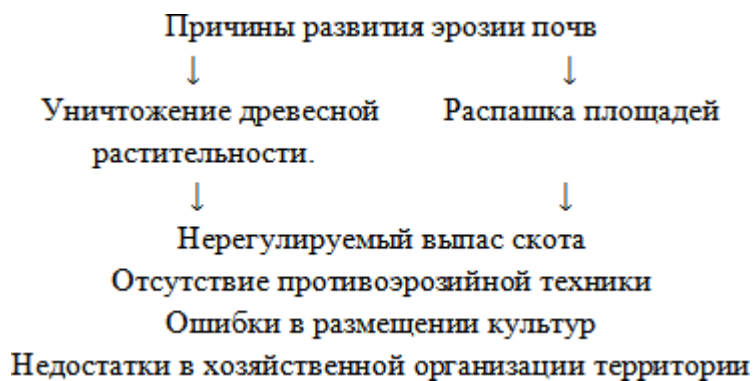 Причины развития эрозии почв
↓ ↓
Уничтожение древесной Распашка площадей
растительности.
↓ ↓
Нерегулируемый выпас скота
Отсутствие противоэрозийной техники
Ошибки в размещении культур
Недостатки в хозяйственной организации территории